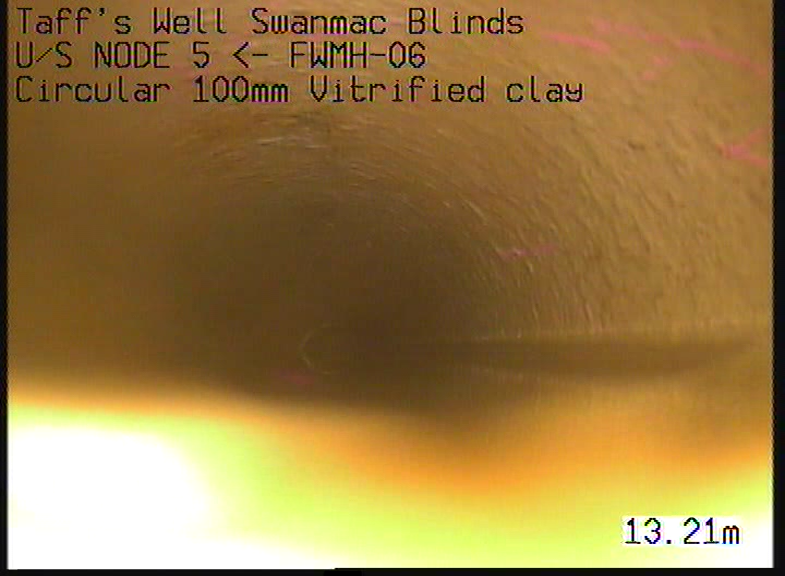 Taff's Well Swanmac Blinds
U/S NODE 5 <- FWMH-06
Circular 100mm Vitrified clay
13.21m